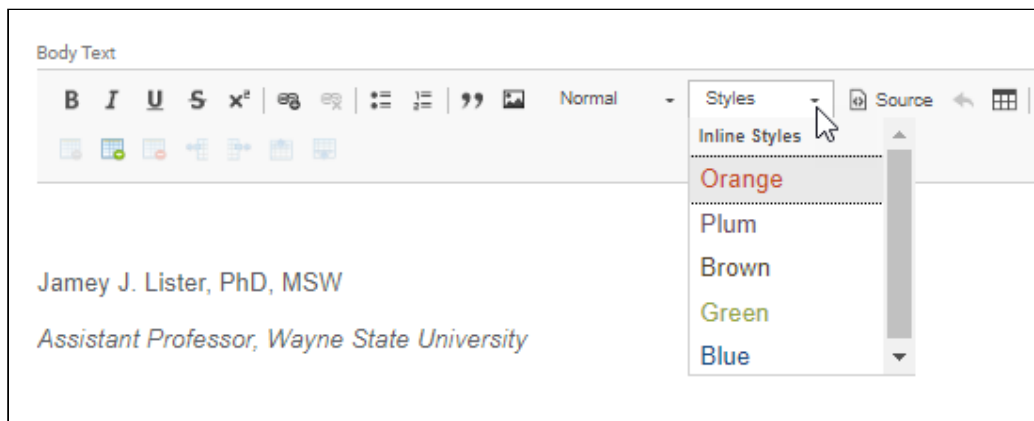 Body Text
B I U S x² Normal Styles Source
Inline Styles
Orange
Plum
Brown
Green
Blue
Jamey J. Lister, PhD, MSW
Assistant Professor, Wayne State University